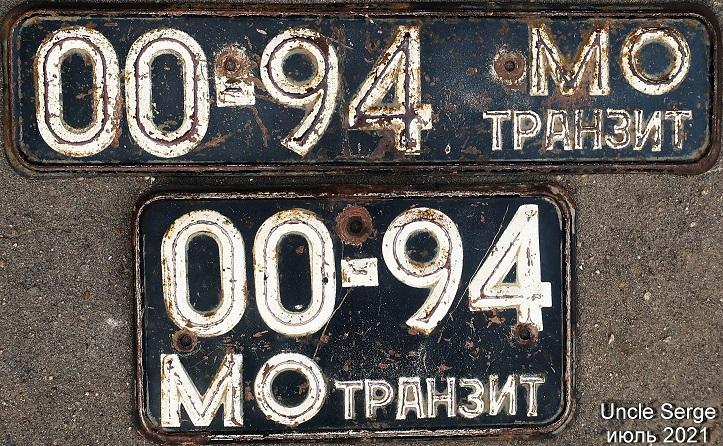 00-94 МО
ТРАНЗИТ
00-94
МО ТРАНЗИТ
Uncle Serge
июль 2021